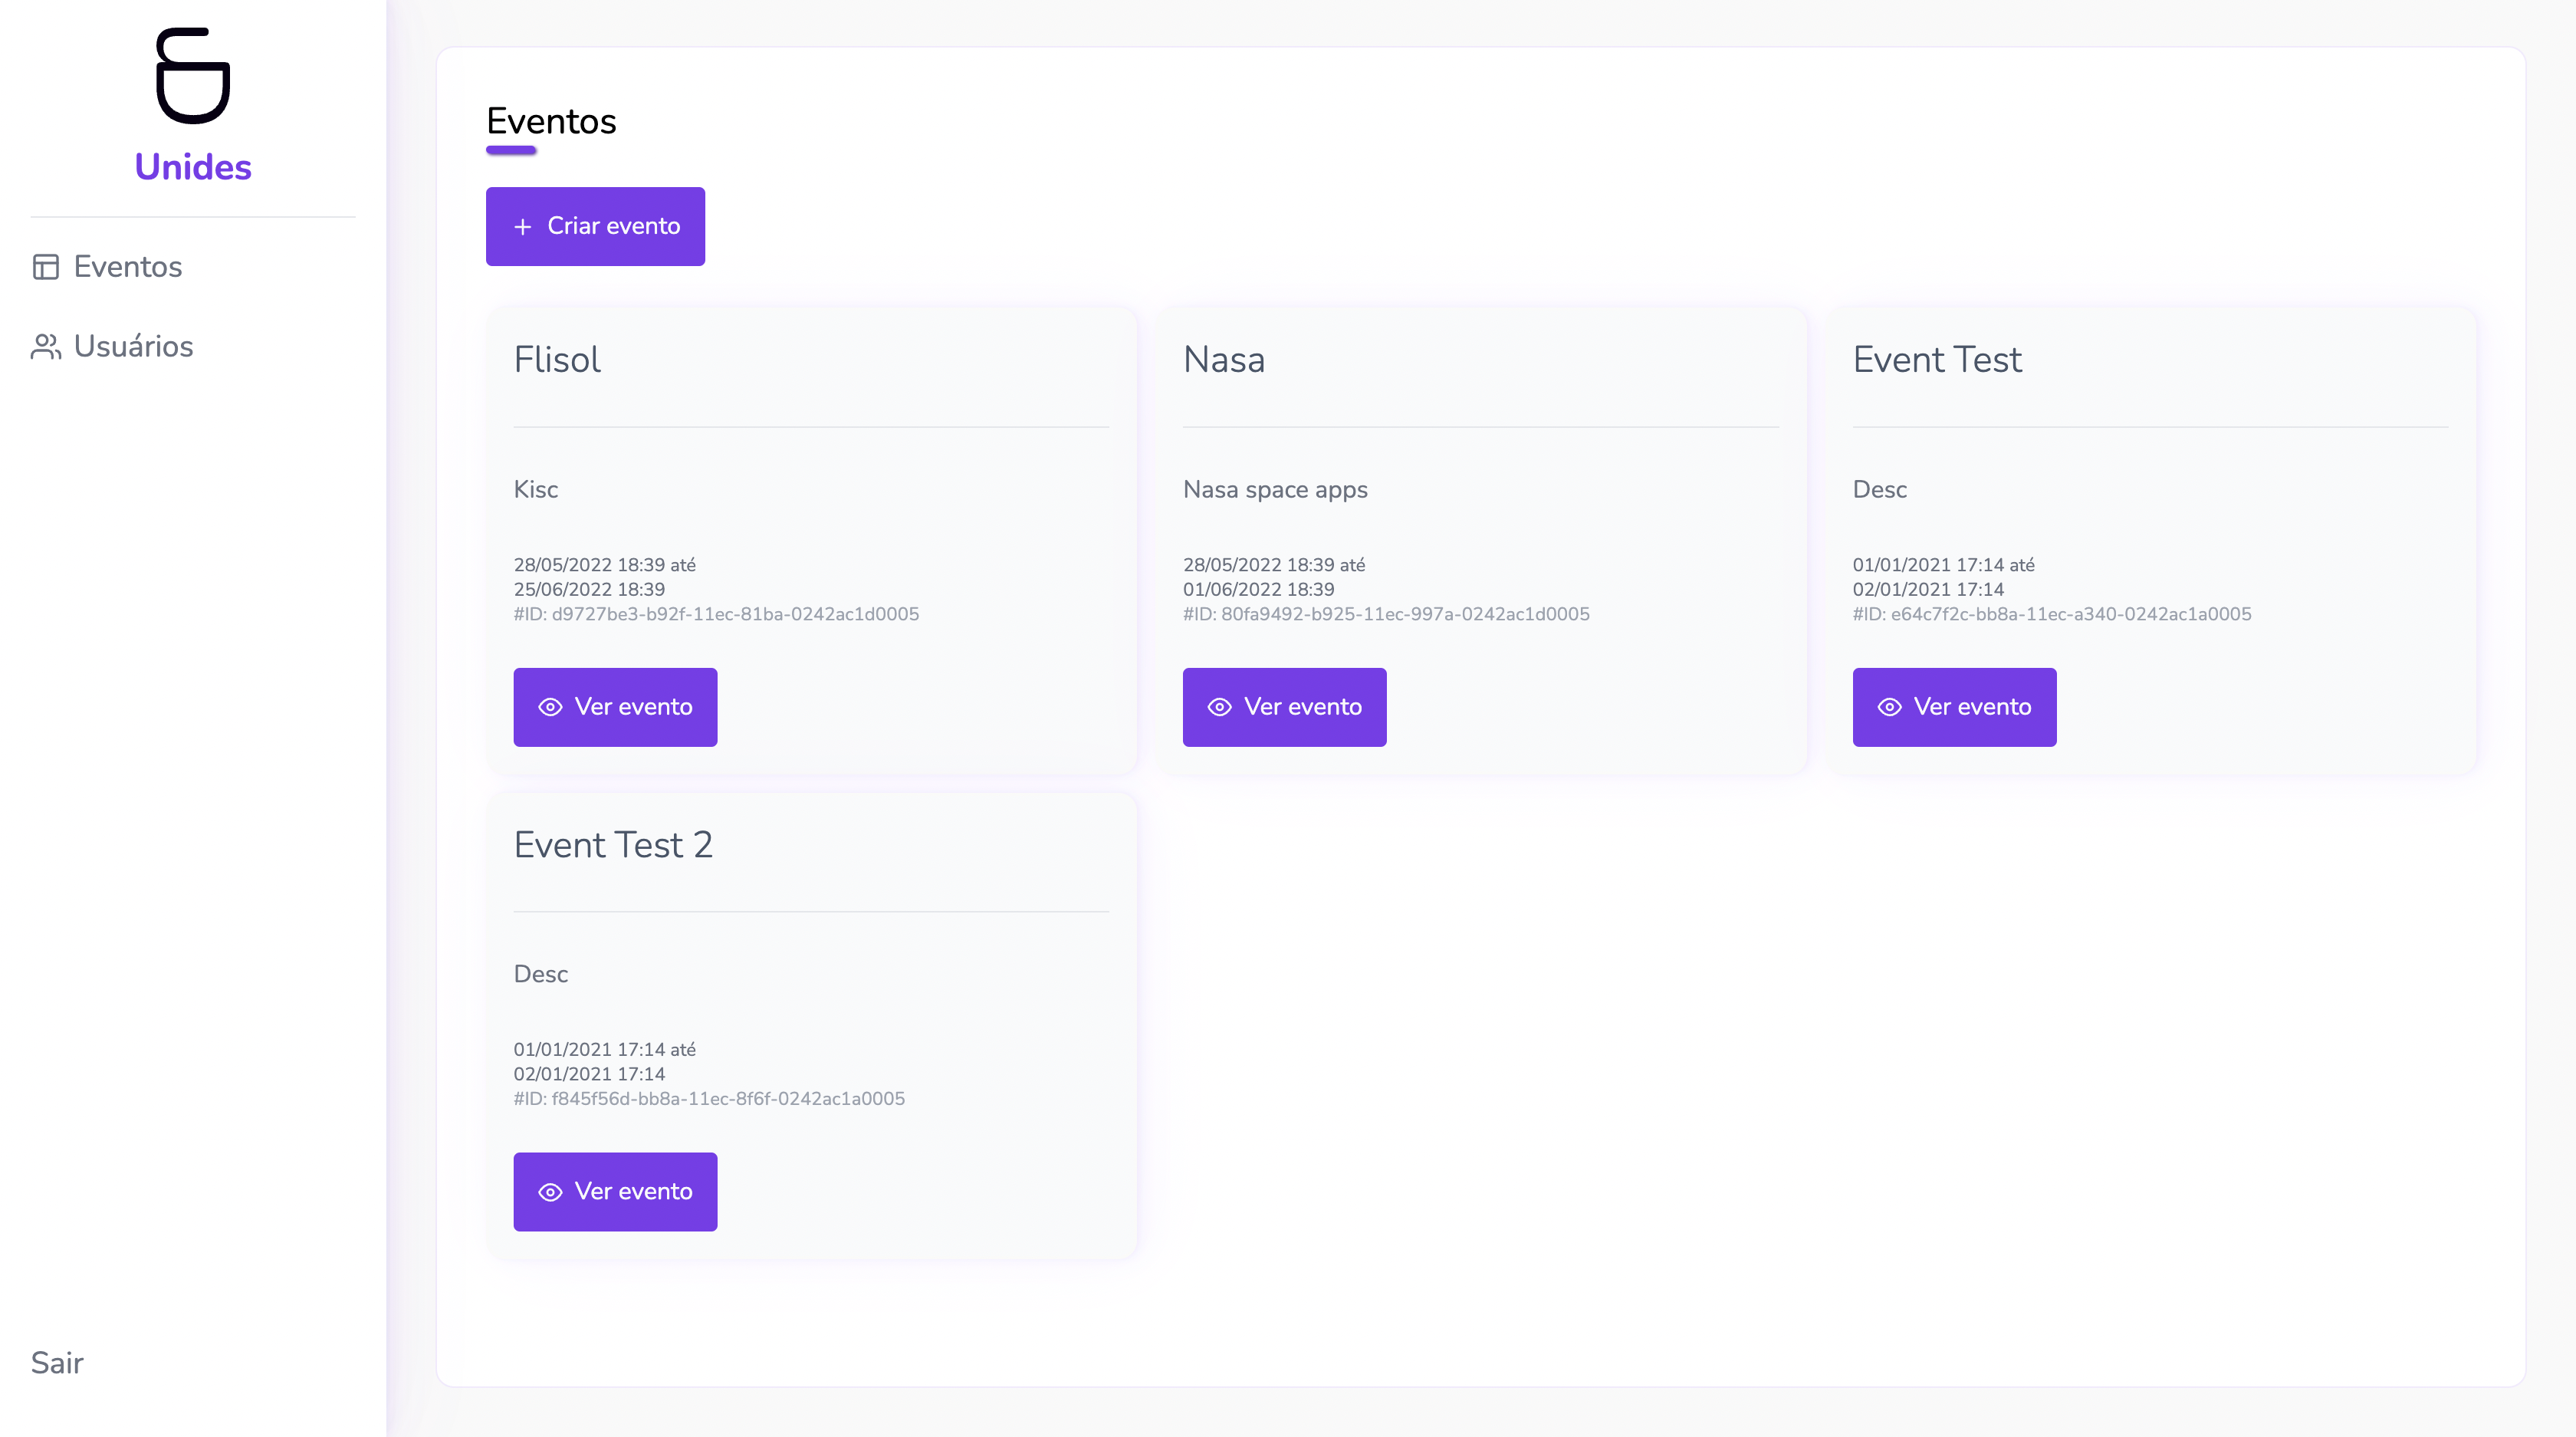 Unides
Eventos
Usuários
Sair
Eventos
+ Criar evento
Flisol
Kisc
28/05/2022 18:39 até
25/06/2022 18:39
#ID: d9727be3-b92f-11ec-81ba-0242ac1d0005
Ver evento
Nasa
Nasa space apps
28/05/2022 18:39 até
01/06/2022 18:39
#ID: 80fa9492-b925-11ec-997a-0242ac1d0005
Ver evento
Event Test
Desc
01/01/2021 17:14 até
02/01/2021 17:14
#ID: e64c7f2c-bb8a-11ec-a340-0242ac1a0005
Ver evento
Event Test 2
Desc
01/01/2021 17:14 até
02/01/2021 17:14
#ID: f845f56d-bb8a-11ec-8f6f-0242ac1a0005
Ver evento